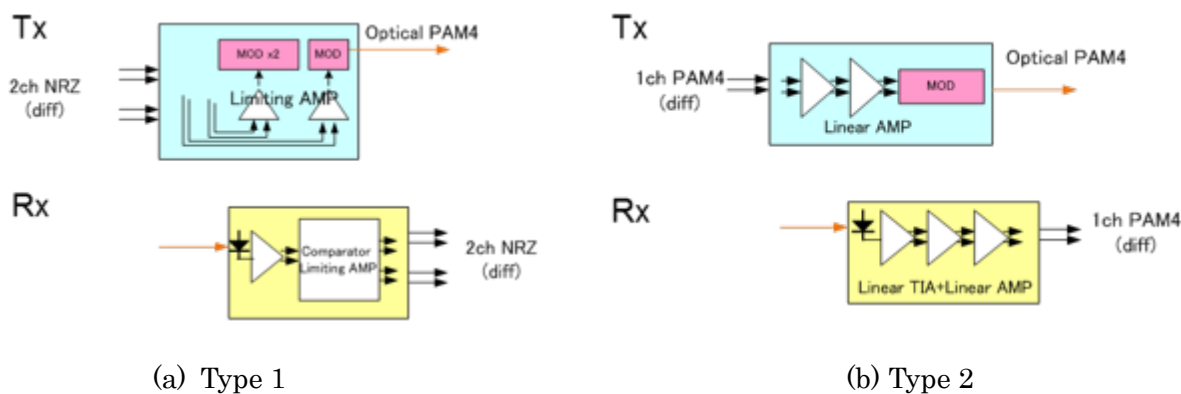 Tx
2ch NRZ
(diff)
MOD x2
MOD
Limiting AMP
Optical PAM4
Rx
Comparator
Limiting AMP
2ch NRZ
(diff)
(a) Type 1
Tx
1ch PAM4
(diff)
MOD
Linear AMP
Optical PAM4
Rx
Linear TIA+Linear AMP
1ch PAM4
(diff)
(b) Type 2